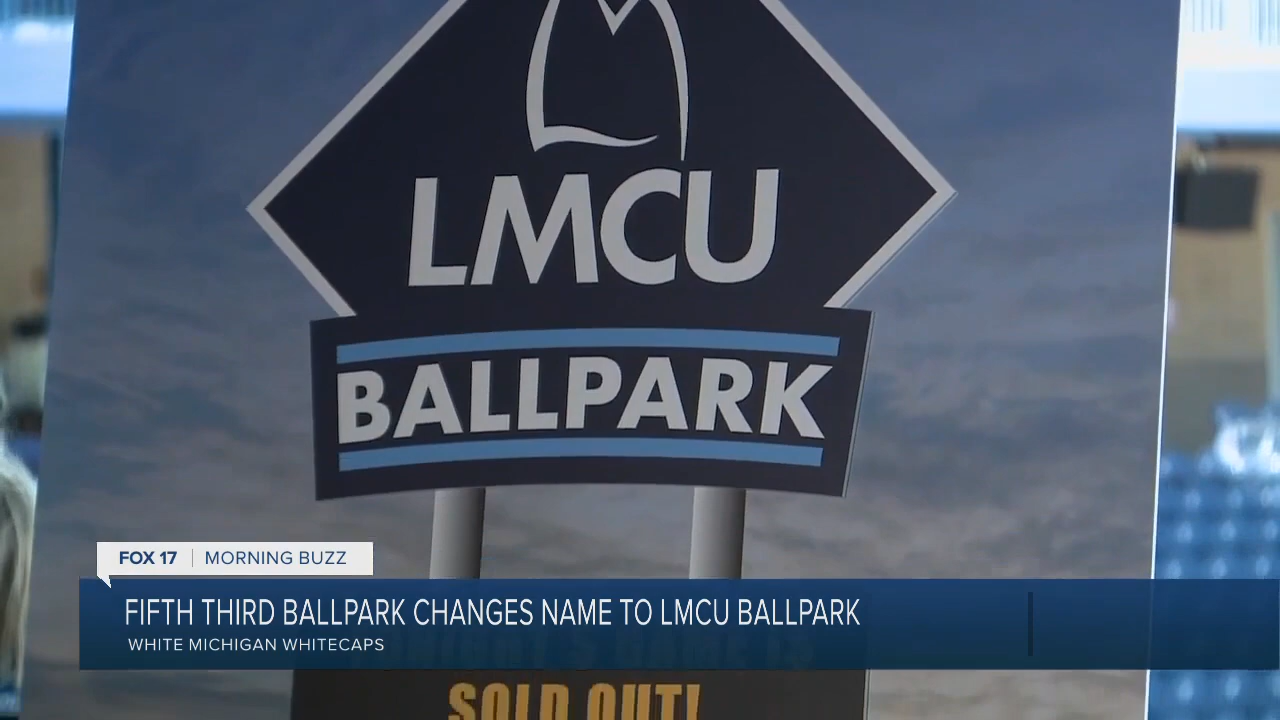 LMCU
BALLPARK
FOX 17 MORNING BUZZ
FIFTH THIRD BALLPARK CHANGES NAME TO LMCU BALLPARK
WHITE MICHIGAN WHITECAPS
SOLD OUT!